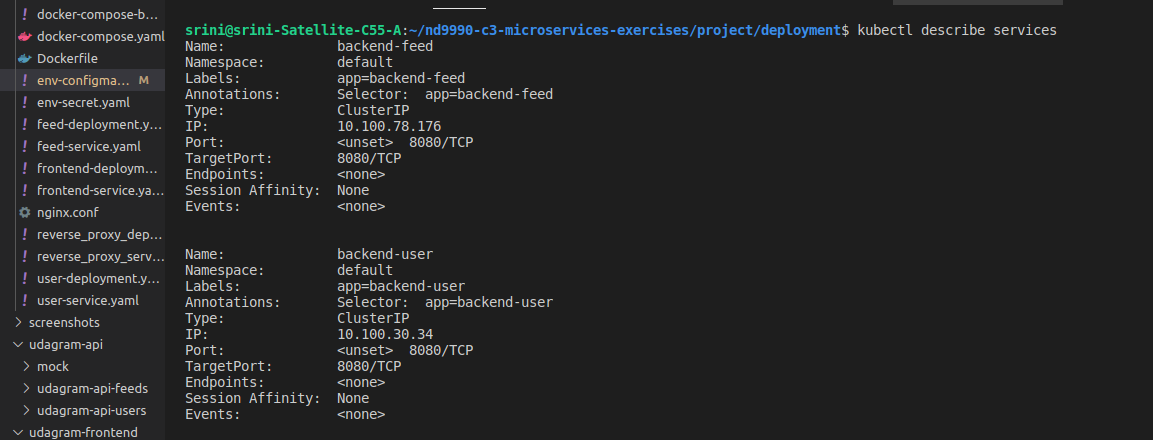 docker-compose-b...
docker-compose.yaml
Dockerfile
env-configma... M
env-secret.yaml
feed-deployment.y...
feed-service.yaml
frontend-deploym...
frontend-service.ya...
nginx.conf
reverse_proxy_dep...
reverse_proxy_serv...
user-deployment.y...
user-service.yaml
screenshots
udagram-api
mock
udagram-api-feeds
udagram-api-users
udagram-frontend
srini@srini-Satellite-C55-A:~/nd9990-c3-microservices-exercises/project/deployment$ kubectl describe services
Name:              backend-feed
Namespace:         default
Labels:            app=backend-feed
Annotations:       Selector:  app=backend-feed
Type:              ClusterIP
IP:                10.100.78.176
Port:              <unset>  8080/TCP
TargetPort:        8080/TCP
Endpoints:         <none>
Session Affinity:  None
Events:            <none>
Name:              backend-user
Namespace:         default
Labels:            app=backend-user
Annotations:       Selector:  app=backend-user
Type:              ClusterIP
IP:                10.100.30.34
Port:              <unset>  8080/TCP
TargetPort:        8080/TCP
Endpoints:         <none>
Session Affinity:  None
Events:            <none>